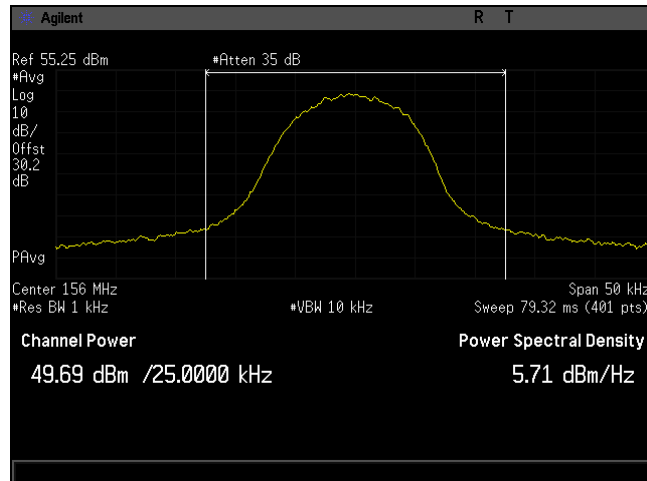 Agilent R T
Ref 55.25 dBm #Atten 35 dB
#Avg
Log
10
dB/
Offst
30.2
dB
PAvg
Center 156 MHz Span 50 kHz
#Res BW 1 kHz #VBW 10 kHz Sweep 79.32 ms (401 pts)
Channel Power Power Spectral Density
49.69 dBm /25.0000 kHz 5.71 dBm/Hz